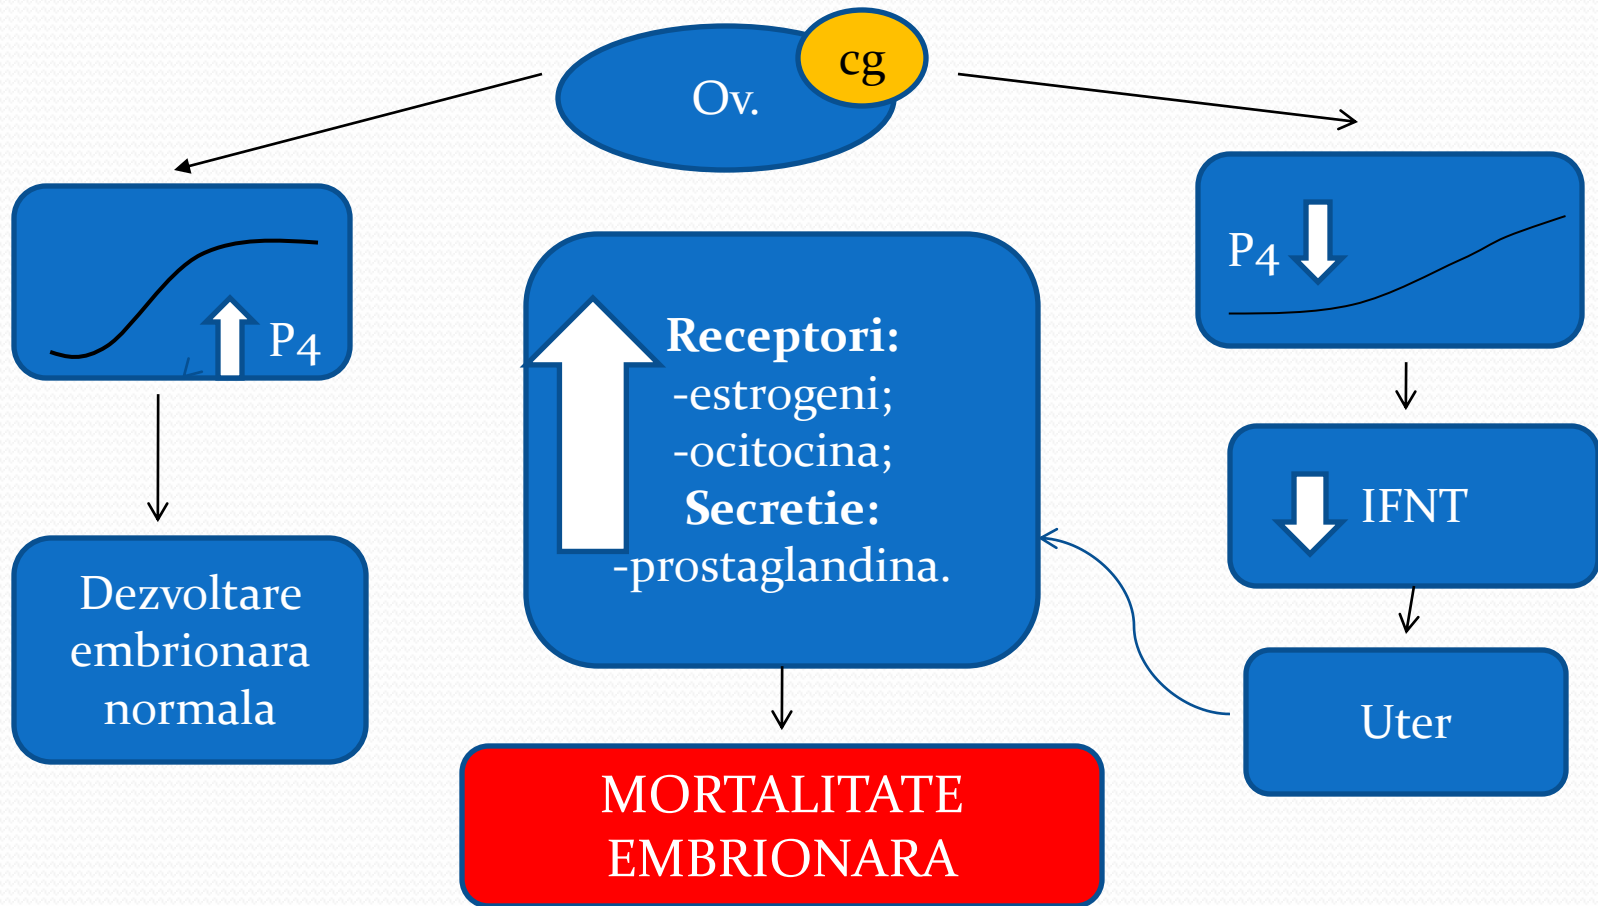 cg
Ov.
P4
P4
Receptori:
-estrogeni;
-ocitocina;
Secretie:
-prostaglandina.
IFNT
Dezvoltare
embrionara
normala
Uter
MORTALITATE
EMBRIONARA